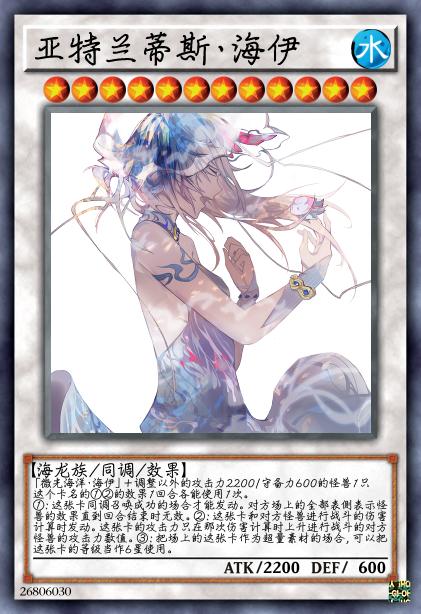 亚特兰蒂斯·海伊
水
【海龙族/同调/效果】
「微光海洋·海伊」+调整以外的攻击力2200/守备力600的怪兽1只
这个卡名的①②的效果1回合各能使用1次。
①:这张卡同调召唤成功的场合才能发动。对方场上的全部表侧表示怪
兽的效果直到回合结束时无效。②:这张卡和对方怪兽进行战斗的伤害
计算时发动。这张卡的攻击力只在那次伤害计算时上升进行战斗的对方
怪兽的攻击力数值。③:把场上的这张卡作为超量素材的场合,可以把
这张卡的等级当作6星使用。
ATK/2200 DEF/ 600
26806030